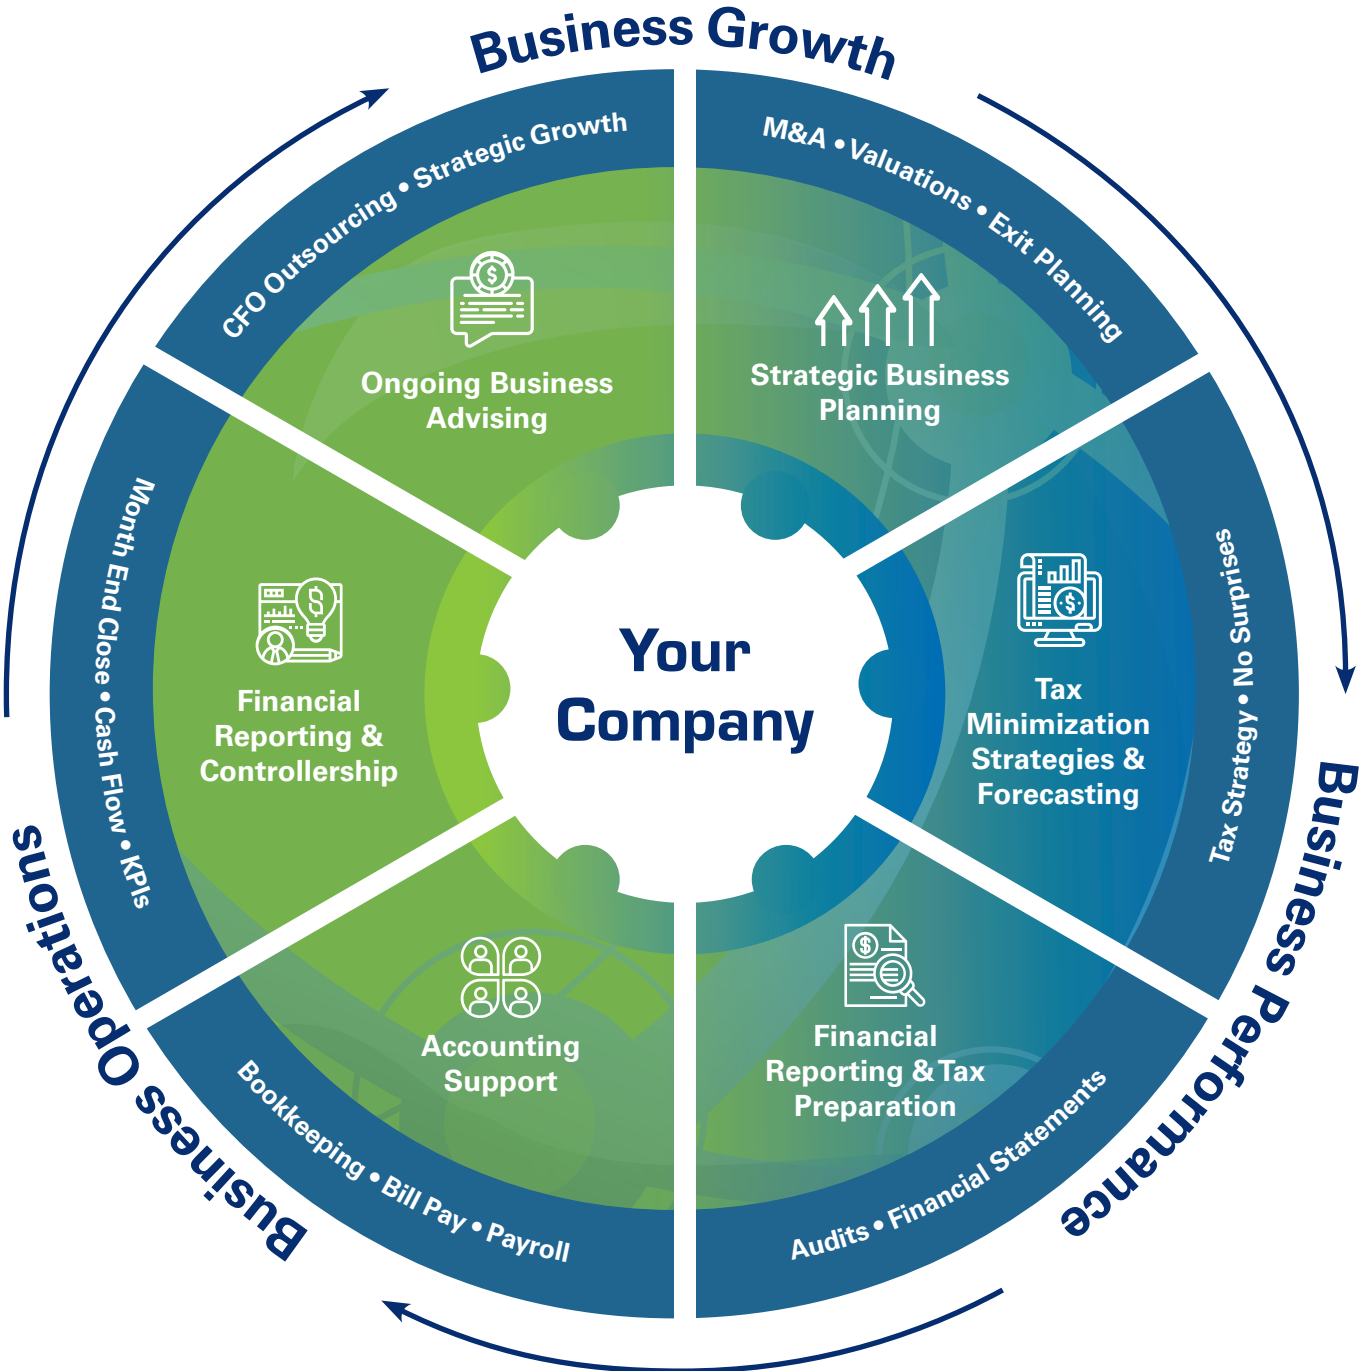 Business Growth
CFO Outsourcing • Strategic Growth
M&A • Valuations • Exit Planning
Ongoing Business
Advising
Strategic Business
Planning
Month End Close • Cash Flow • KPIs
Financial
Reporting &
Controllership
Your
Company
Tax
Minimization
Strategies &
Forecasting
Tax Strategy • No Surprises
Business Performance
Business Operations
Accounting
Support
Financial
Reporting & Tax
Preparation
Bookkeeping • Bill Pay • Payroll
Audits • Financial Statements